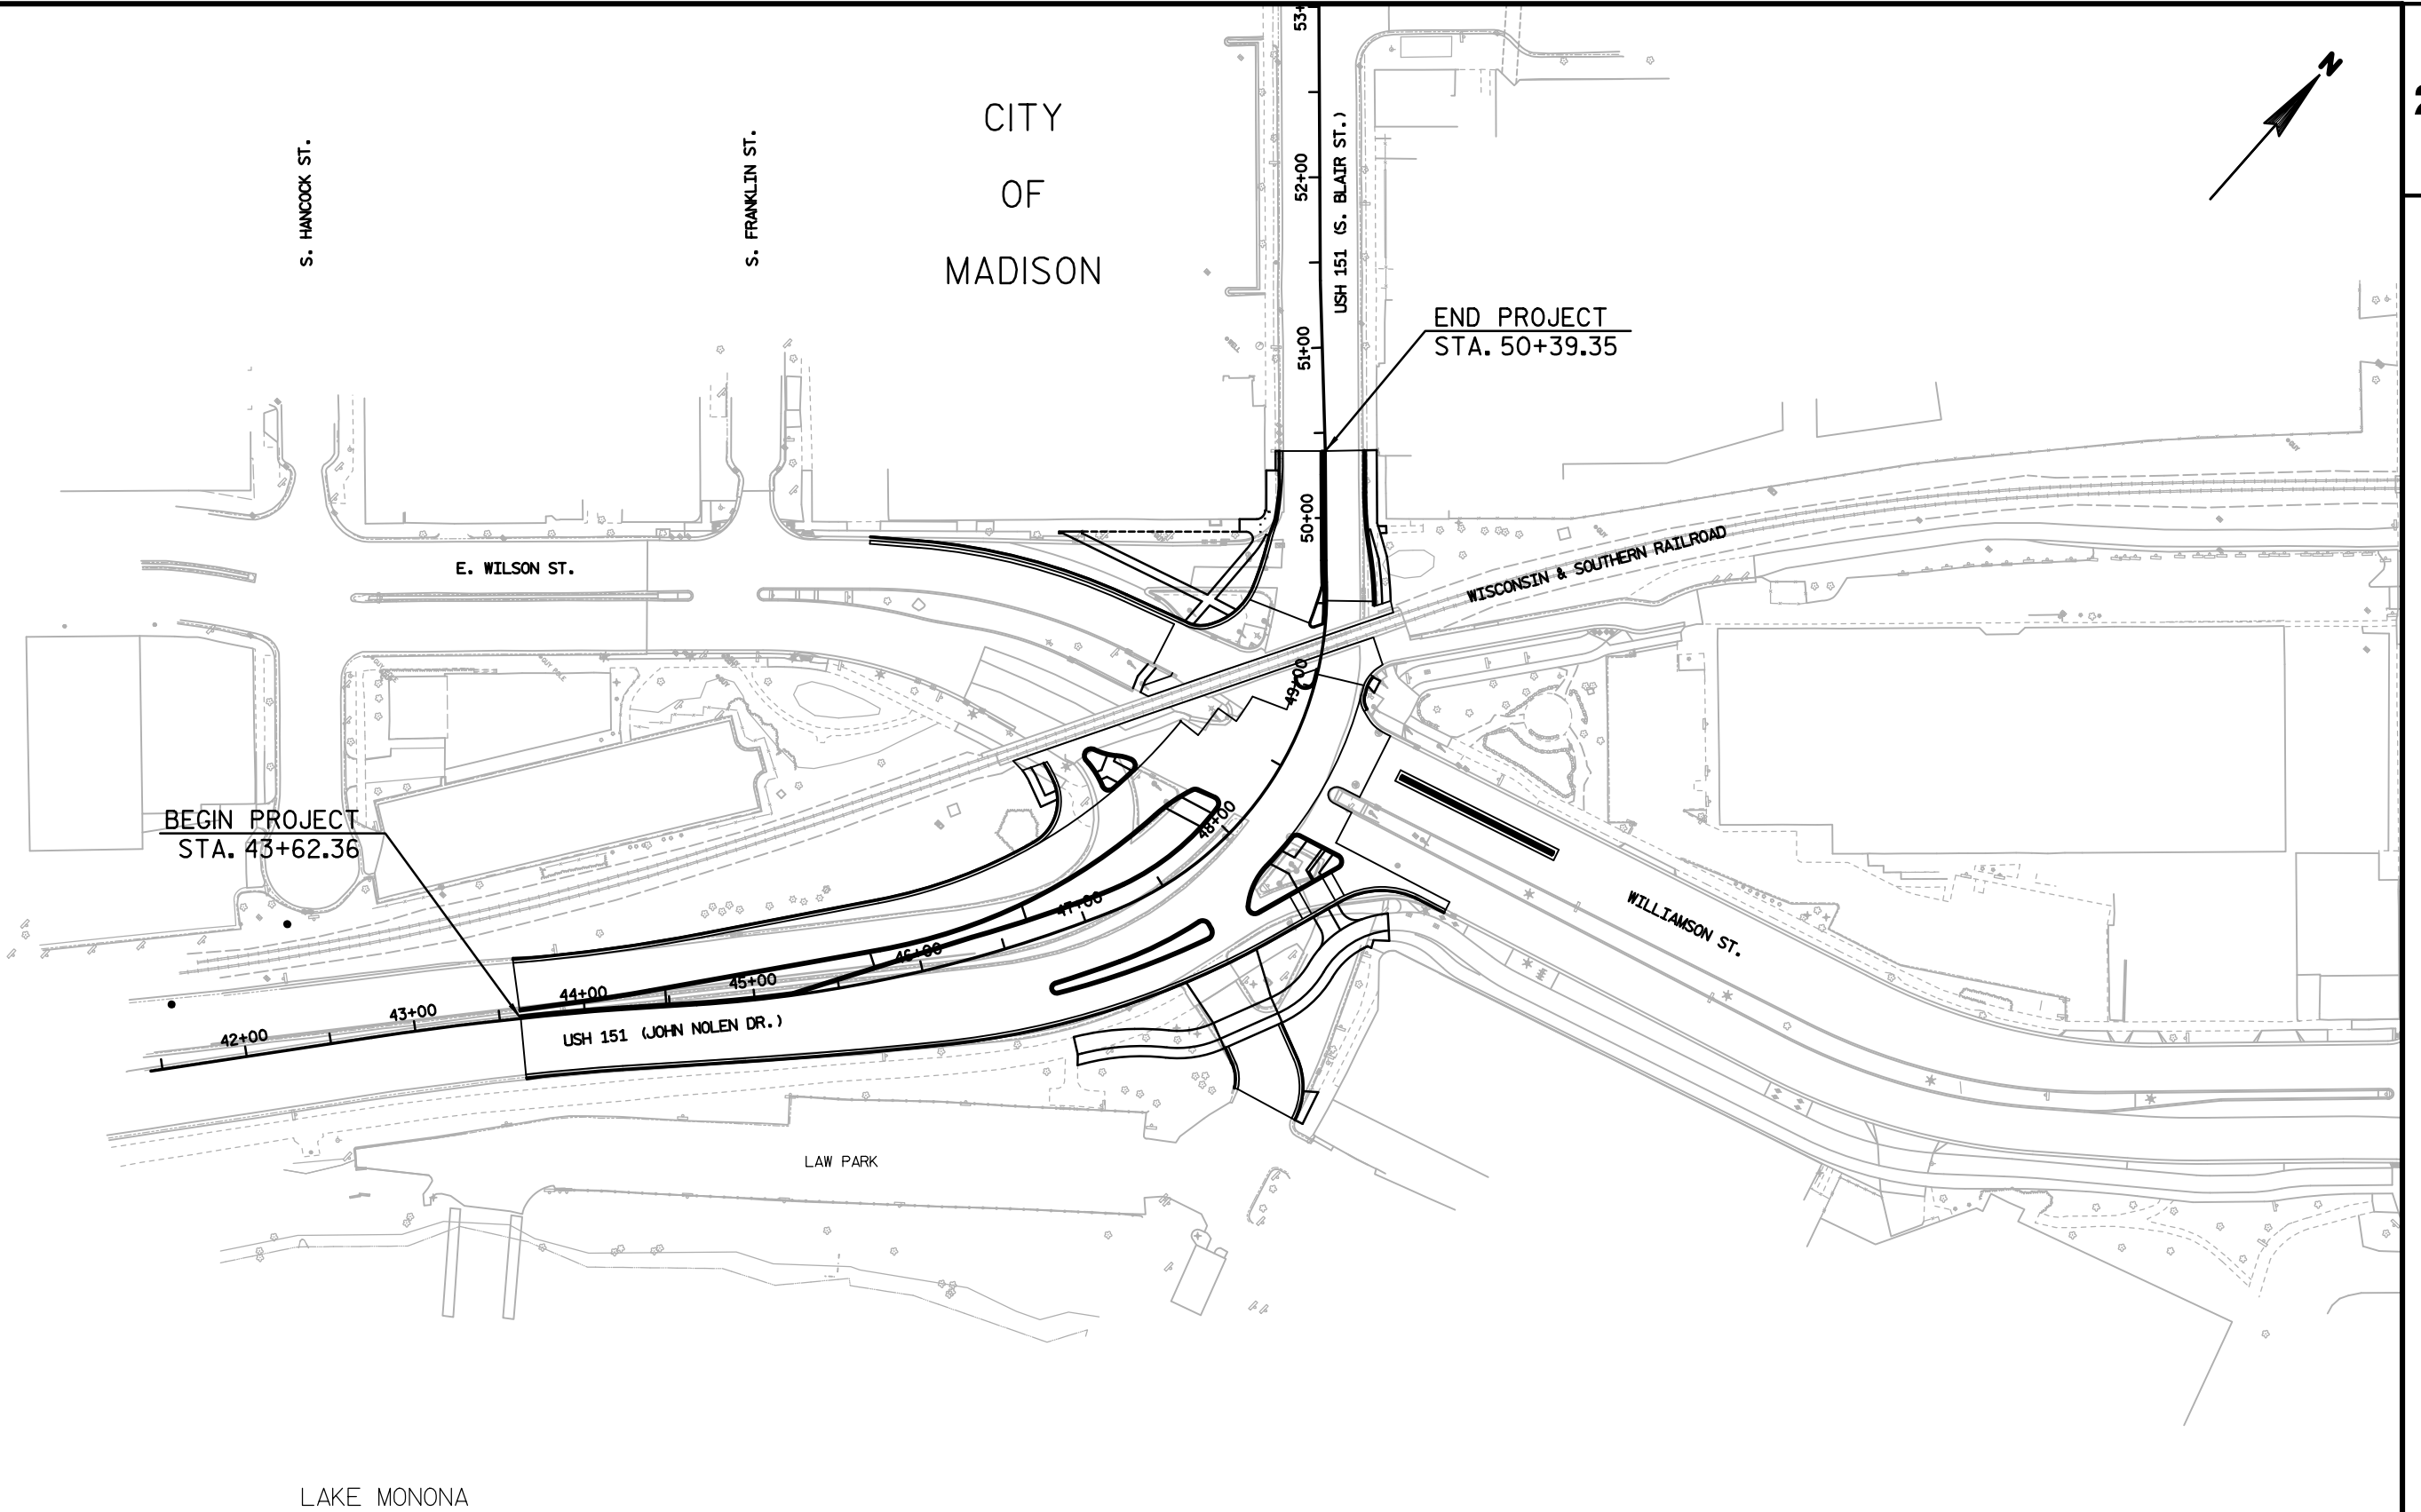 53+
N
2
CITY
OF
MADISON
S. HANCOCK ST.
S. FRANKLIN ST.
USH 151 (S. BLAIR ST.)
52+00
51+00
END PROJECT
STA. 50+39.35
50+00
E. WILSON ST.
WISCONSIN & SOUTHERN RAILROAD
49+00
BEGIN PROJECT
STA. 43+62.36
48+00
47+00
46+00
45+00
44+00
43+00
42+00
USH 151 (JOHN NOLEN DR.)
WILLIAMSON ST.
LAW PARK
LAKE MONONA